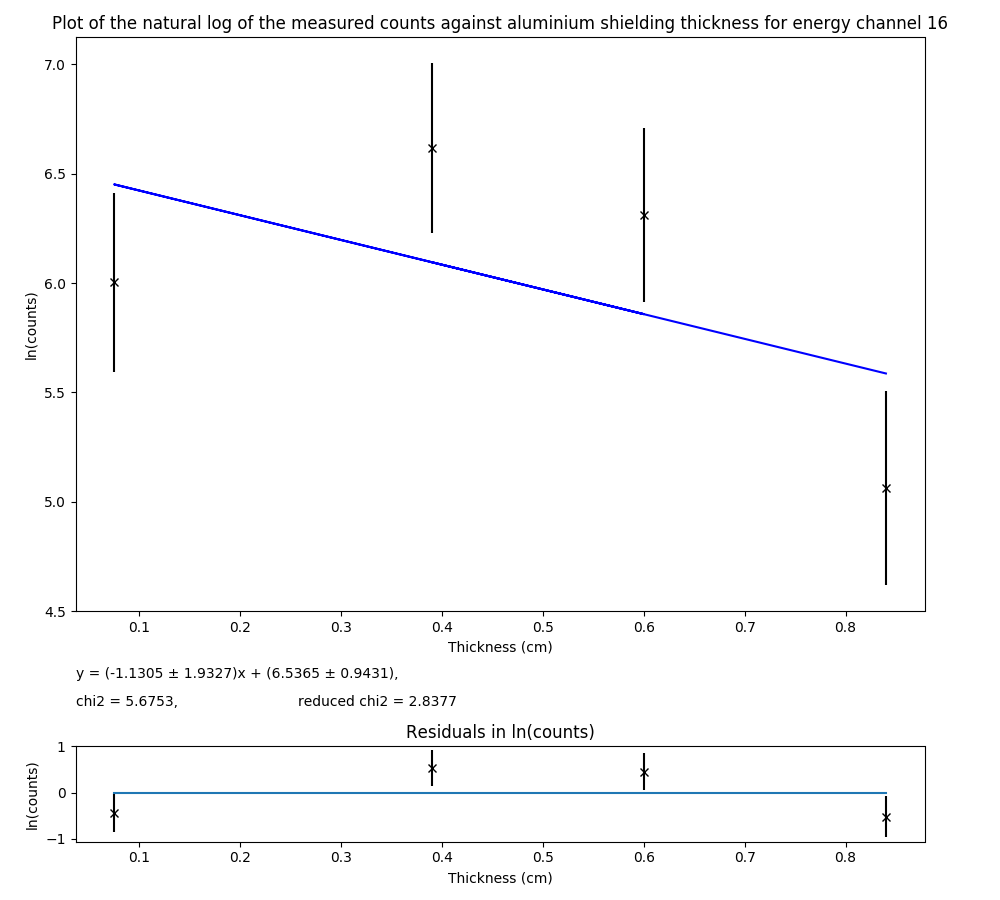 Plot of the natural log of the measured counts against aluminium shielding thickness for energy channel 16
7.0
6.5
6.0
5.5
5.0
4.5
ln(counts)
0.1 0.2 0.3 0.4 0.5 0.6 0.7 0.8
Thickness (cm)
y = (-1.1305 ± 1.9327)x + (6.5365 ± 0.9431),
chi2 = 5.6753, reduced chi2 = 2.8377
Residuals in ln(counts)
1
0
−1
ln(counts)
0.1 0.2 0.3 0.4 0.5 0.6 0.7 0.8
Thickness (cm)